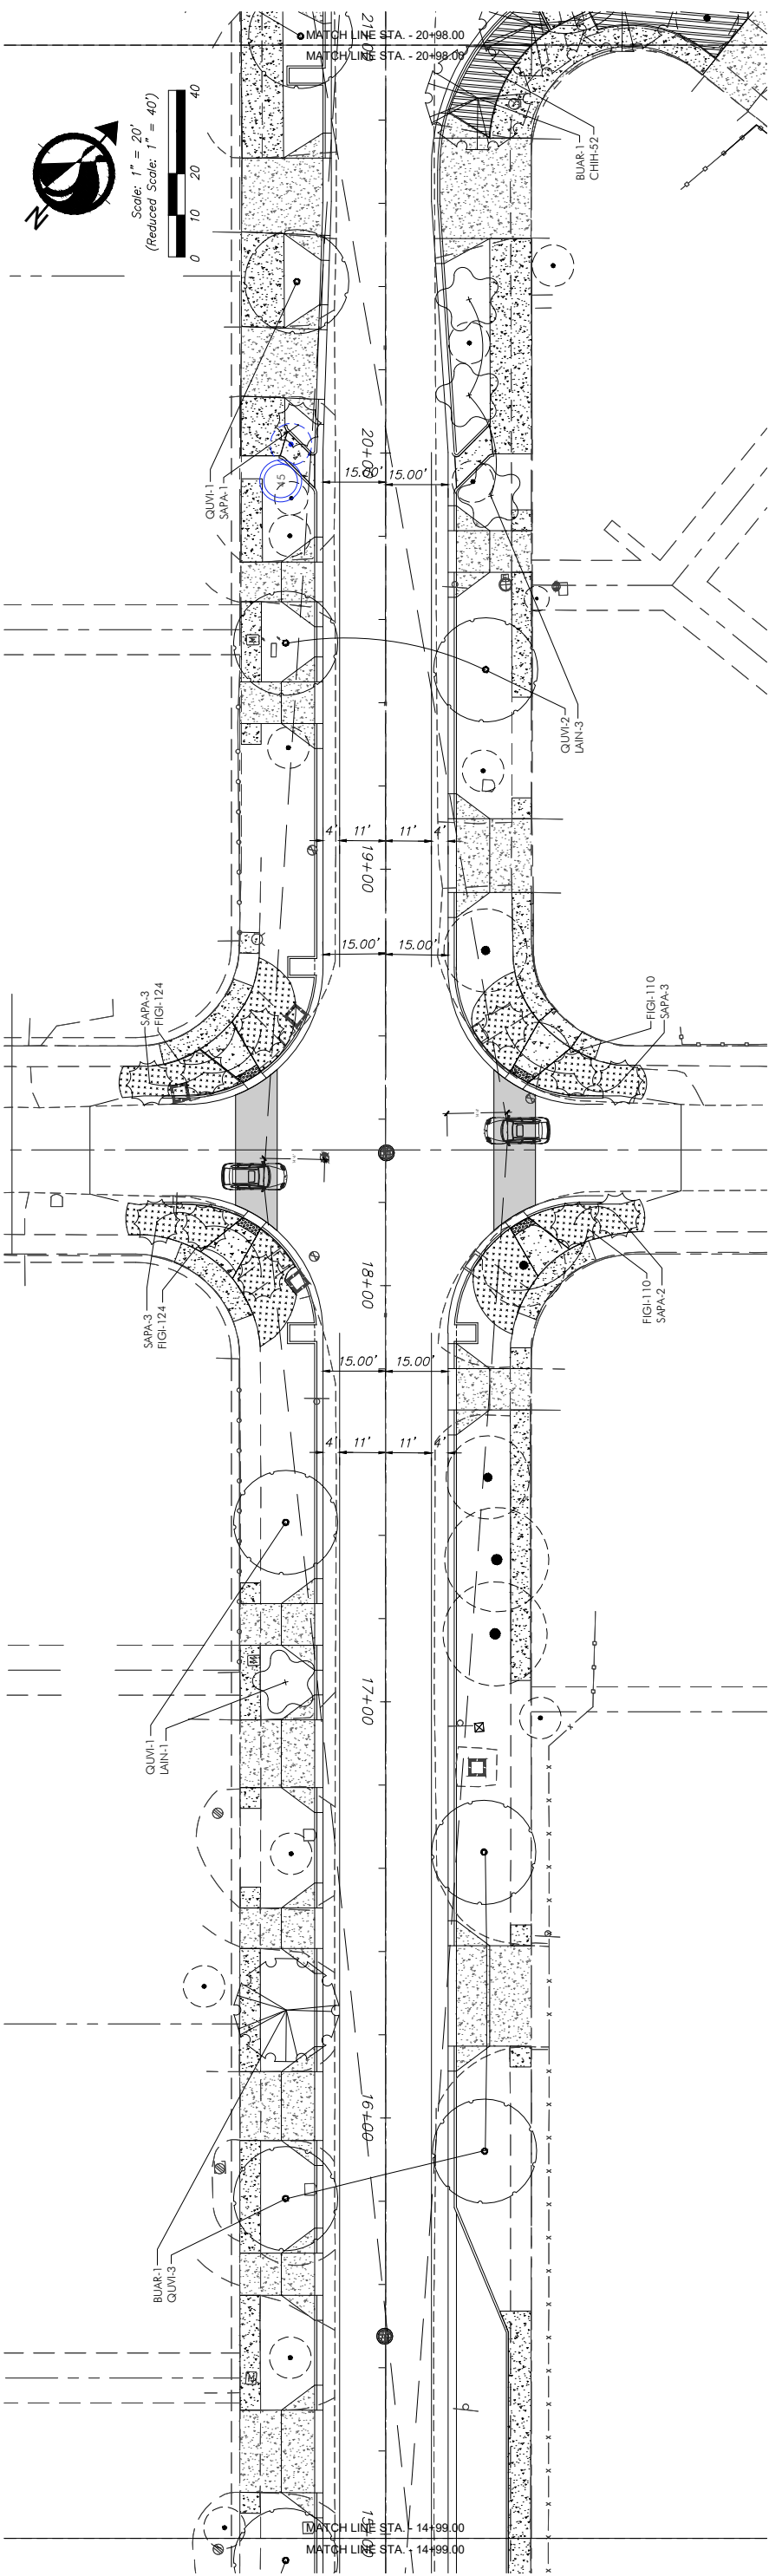 MATCH LINE STA. - 20+98.00
MATCH LINE STA. - 20+98.00
21+00
N
Scale: 1" = 20'
(Reduced Scale: 1" = 40')
0 10 20 40
BUAR-1
CHIH-52
QUVI-1
SAPA-1
20+00
15.00' 15.00'
QUVI-2
LAIN-3
4' 11' 11' 4'
19+00
15.00' 15.00'
SAPA-3
FIGI-124
FIGI-110
SAPA-3
SAPA-3
FIGI-124
18+00
FIGI-110
SAPA-2
15.00' 15.00'
4' 11' 11' 4'
M
QUVI-1
LAIN-1
17+00
16+00
BUAR-1
QUVI-3
15+00
MATCH LINE STA. - 14+99.00
MATCH LINE STA. - 14+99.00